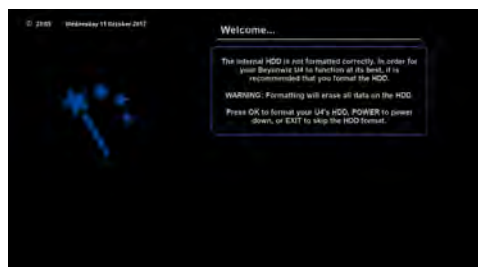 21:03 Wednesday 11 October 2017
Welcome...
The internal HDD is not formatted correctly. In order for
your Beyonwiz U4 to function at its best, it is
recommended that you format the HDD.
WARNING: Formatting will erase all data on the HDD.
Press OK to format your U4's HDD, POWER to power
down, or EXIT to skip the HDD format.